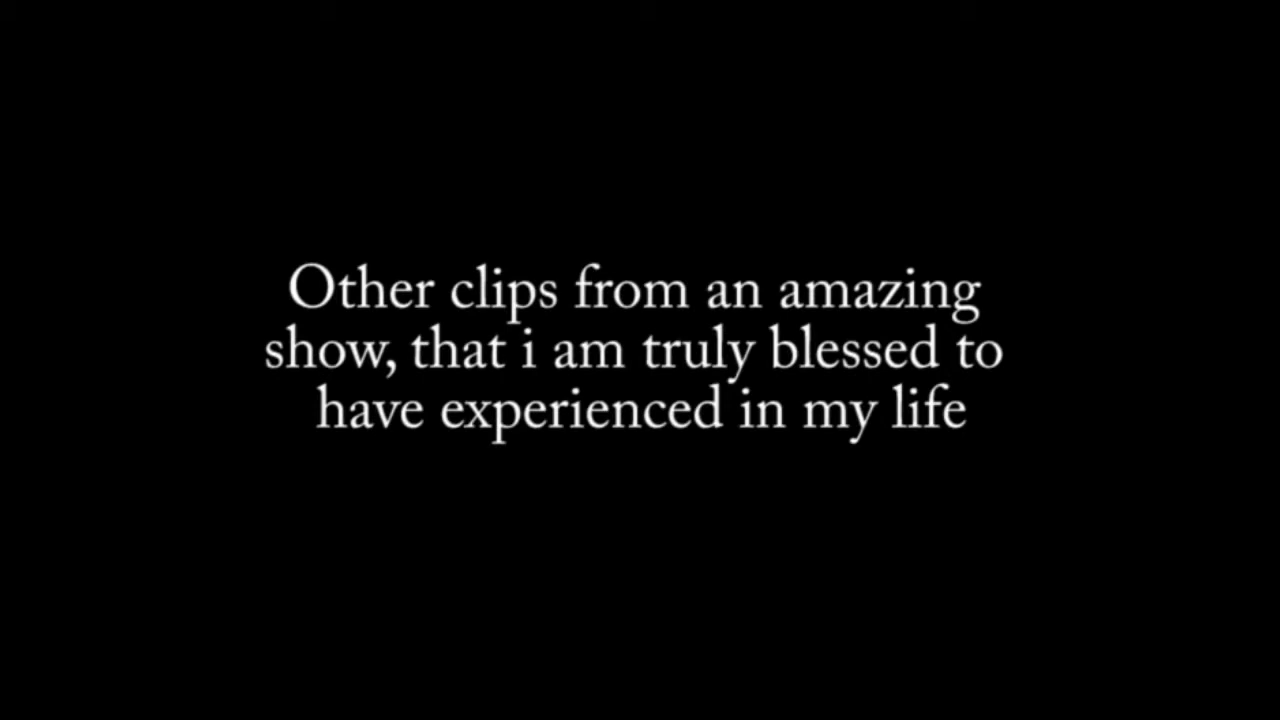 Other clips from an amazing
show, that i am truly blessed to
have experienced in my life